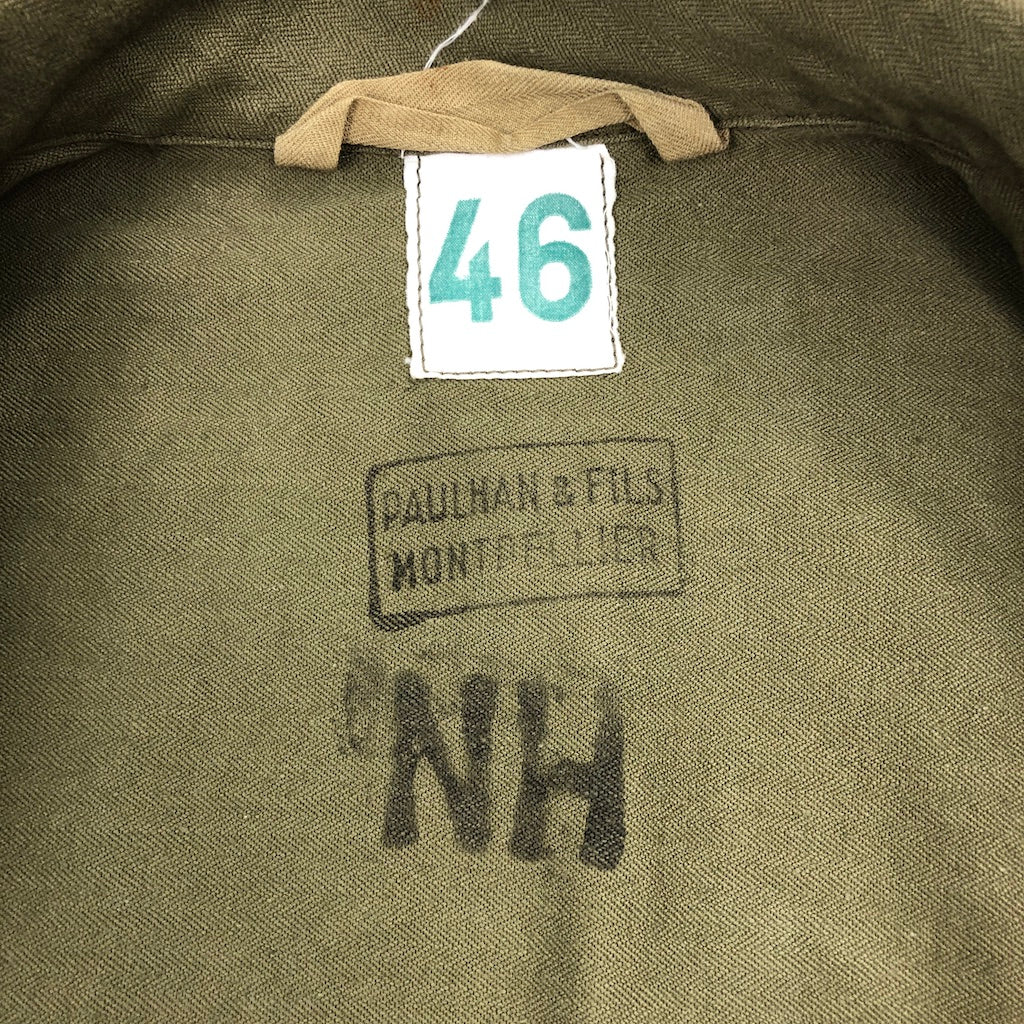 46
PAULHAN & FILS
MONTPELLIER
NH